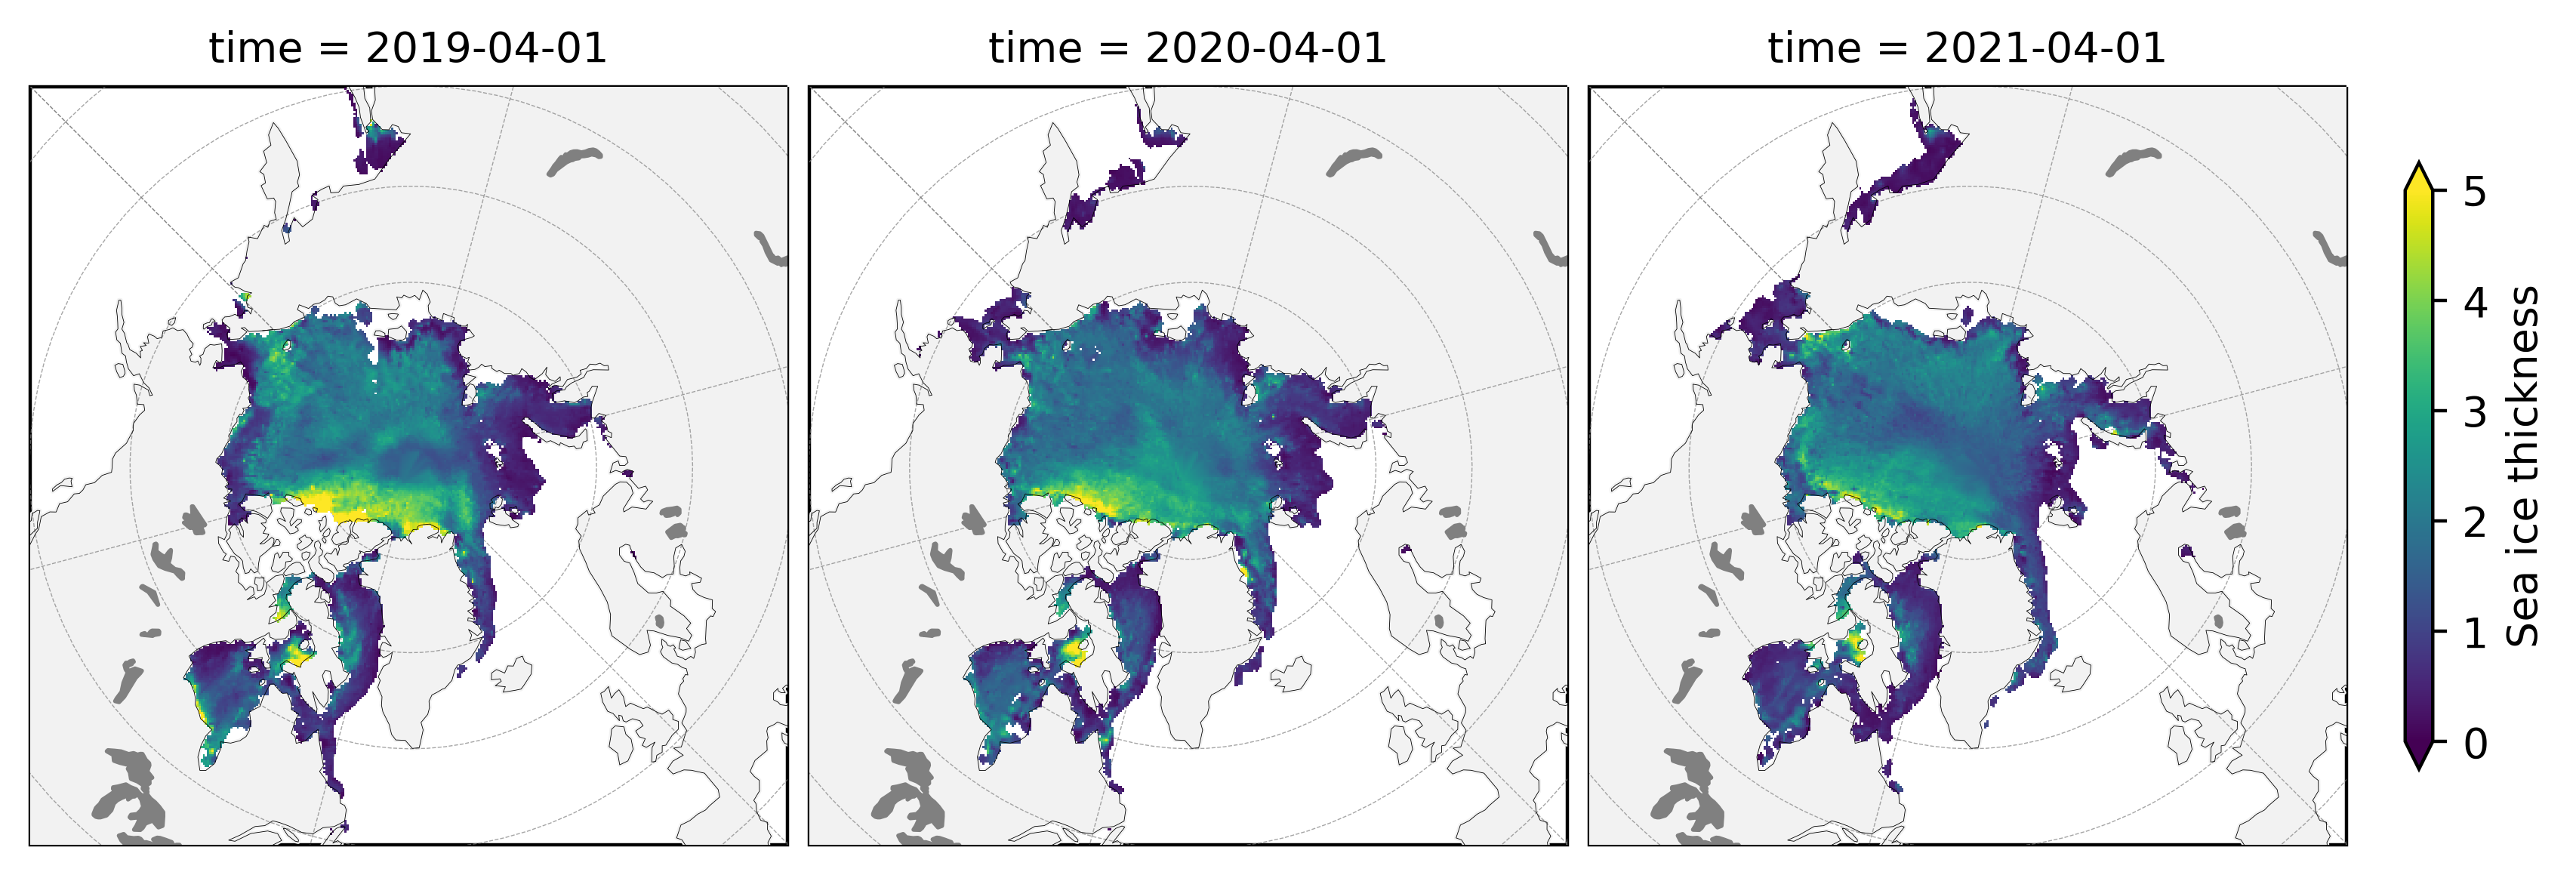 time = 2019-04-01
time = 2020-04-01
time = 2021-04-01
5
4
3
2
1
0
Sea ice thickness